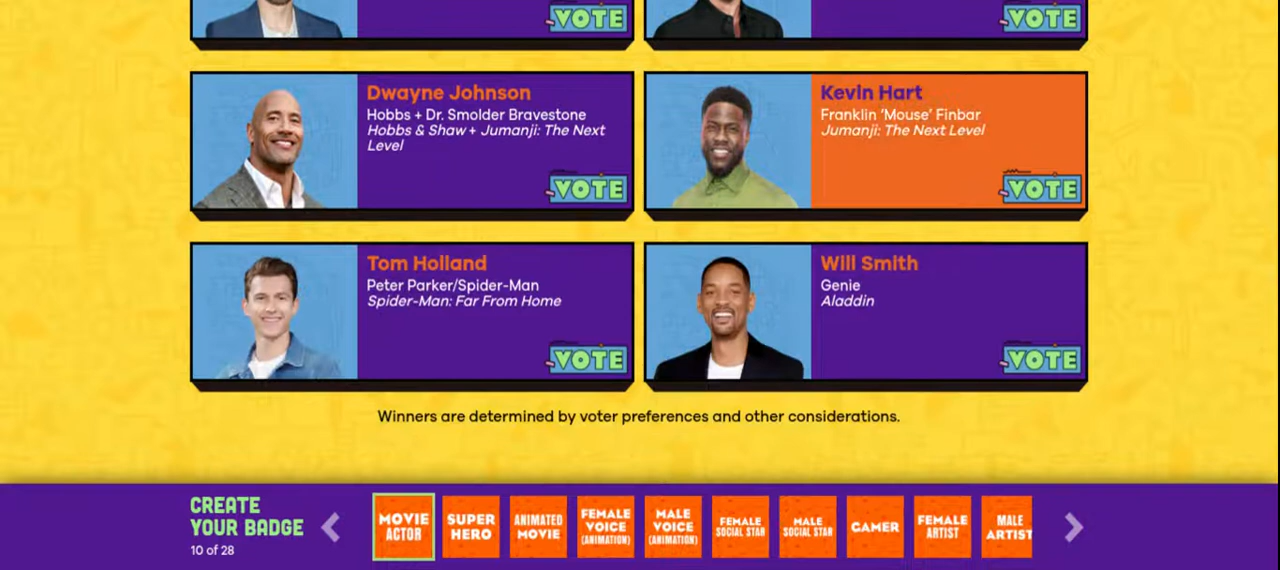 VOTE
VOTE
Dwayne Johnson
Hobbs + Dr. Smolder Bravestone
Hobbs & Shaw + Jumanji: The Next
Level
VOTE
Kevin Hart
Franklin ‘Mouse’ Finbar
Jumanji: The Next Level
VOTE
Tom Holland
Peter Parker/Spider-Man
Spider-Man: Far From Home
VOTE
Will Smith
Genie
Aladdin
VOTE
Winners are determined by voter preferences and other considerations.
CREATE
YOUR BADGE
10 of 28
MOVIE
ACTOR
SUPER
HERO
ANIMATED
MOVIE
FEMALE
VOICE
(ANIMATION)
MALE
VOICE
(ANIMATION)
FEMALE
SOCIAL STAR
MALE
SOCIAL STAR
GAMER
FEMALE
ARTIST
MALE
ARTIST